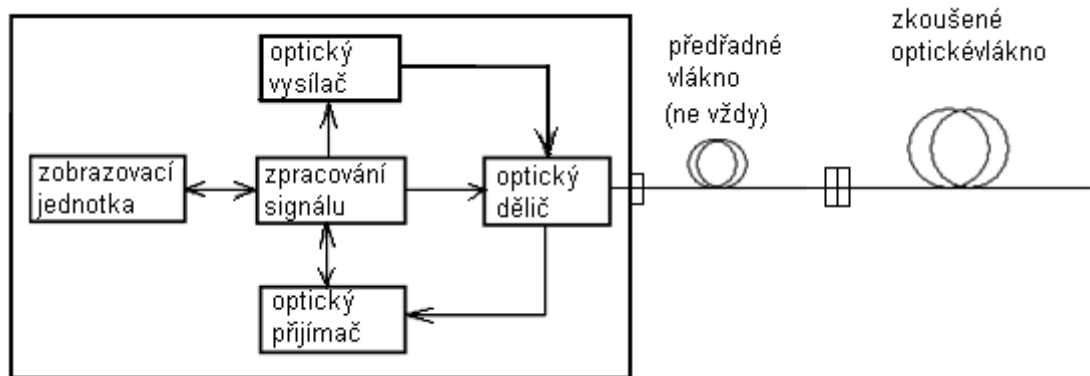 optický
vysílač
zobrazovací
jednotka
zpracování
signálu
optický
dělič
optický
přijímač
předřadné
vlákno
(ne vždy)
zkoušené
optickévlákno